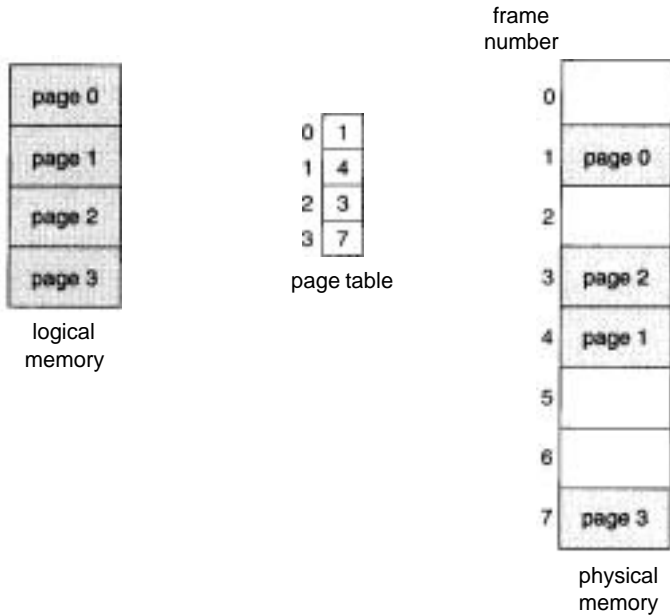 page 0
page 1
page 2
page 3
logical
memory
0 1
1 4
2 3
3 7
page table
frame
number
0
1 page 0
2
3 page 2
4 page 1
5
6
7 page 3
physical
memory